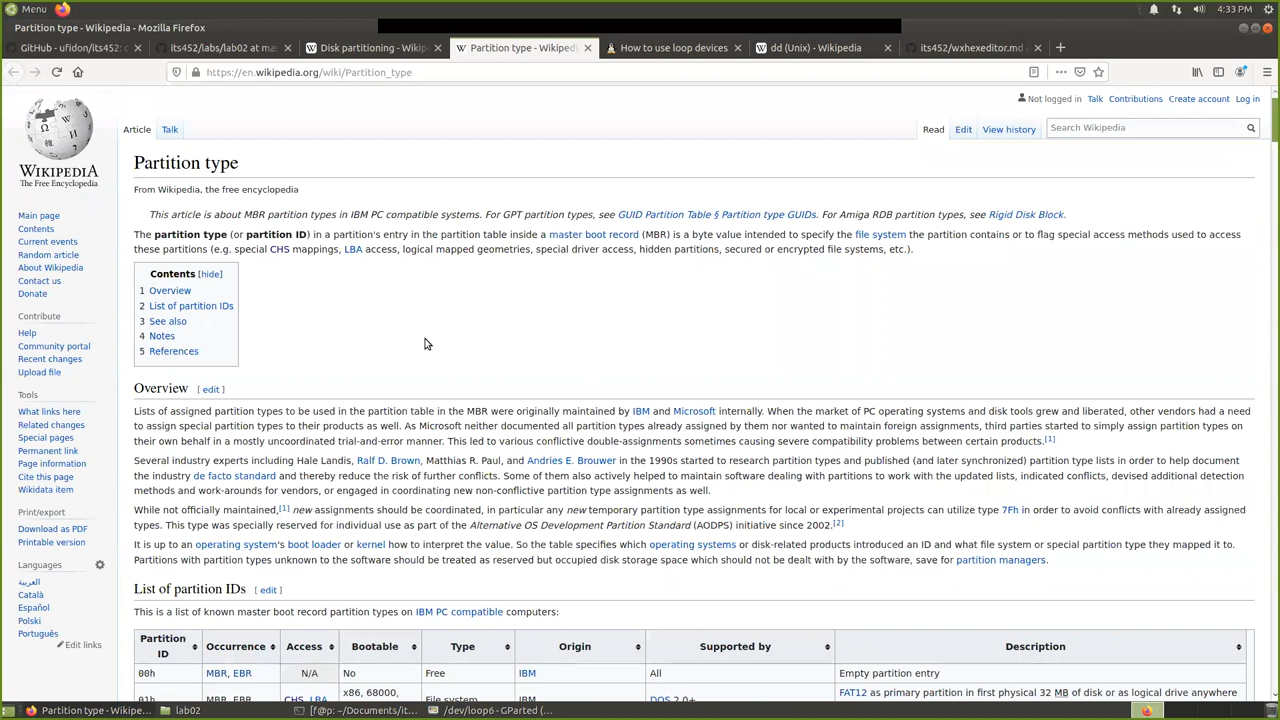 Menu
4:33 PM
Partition type - Wikipedia - Mozilla Firefox
GitHub - ufidon/its452: c
its452/labs/lab02 at mas
Disk partitioning - Wikip
Partition type - Wikiped
How to use loop devices
dd (Unix) - Wikipedia
its452/wxhexeditor.md a
https://en.wikipedia.org/wiki/Partition_type
Not logged in Talk Contributions Create account Log in
Article Talk
Read Edit View history Search Wikipedia
WIKIPEDIA
The Free Encyclopedia
Main page
Contents
Current events
Random article
About Wikipedia
Contact us
Donate
Contribute
Help
Community portal
Recent changes
Upload file
Tools
What links here
Related changes
Special pages
Permanent link
Page information
Cite this page
Wikidata item
Print/export
Download as PDF
Printable version
Languages
العربية
Català
Español
Polski
Português
Edit links
Partition type
From Wikipedia, the free encyclopedia
This article is about MBR partition types in IBM PC compatible systems. For GPT partition types, see GUID Partition Table § Partition type GUIDs. For Amiga RDB partition types, see Rigid Disk Block.
The partition type (or partition ID) in a partition's entry in the partition table inside a master boot record (MBR) is a byte value intended to specify the file system the partition contains or to flag special access methods used to access
these partitions (e.g. special CHS mappings, LBA access, logical mapped geometries, special driver access, hidden partitions, secured or encrypted file systems, etc.).
Contents [hide]
1 Overview
2 List of partition IDs
3 See also
4 Notes
5 References
Overview [ edit ]
Lists of assigned partition types to be used in the partition table in the MBR were originally maintained by IBM and Microsoft internally. When the market of PC operating systems and disk tools grew and liberated, other vendors had a need
to assign special partition types to their products as well. As Microsoft neither documented all partition types already assigned by them nor wanted to maintain foreign assignments, third parties started to simply assign partition types on
their own behalf in a mostly uncoordinated trial-and-error manner. This led to various conflictive double-assignments sometimes causing severe compatibility problems between certain products.[1]
Several industry experts including Hale Landis, Ralf D. Brown, Matthias R. Paul, and Andries E. Brouwer in the 1990s started to research partition types and published (and later synchronized) partition type lists in order to help document
the industry de facto standard and thereby reduce the risk of further conflicts. Some of them also actively helped to maintain software dealing with partitions to work with the updated lists, indicated conflicts, devised additional detection
methods and work-arounds for vendors, or engaged in coordinating new non-conflictive partition type assignments as well.
While not officially maintained,[1] new assignments should be coordinated, in particular any new temporary partition type assignments for local or experimental projects can utilize type 7Fh in order to avoid conflicts with already assigned
types. This type was specially reserved for individual use as part of the Alternative OS Development Partition Standard (AODPS) initiative since 2002.[2]
It is up to an operating system's boot loader or kernel how to interpret the value. So the table specifies which operating systems or disk-related products introduced an ID and what file system or special partition type they mapped it to.
Partitions with partition types unknown to the software should be treated as reserved but occupied disk storage space which should not be dealt with by the software, save for partition managers.
List of partition IDs [ edit ]
This is a list of known master boot record partition types on IBM PC compatible computers:
Partition ID Occurrence Access Bootable Type Origin Supported by Description
00h MBR, EBR N/A No Free IBM All Empty partition entry
01h MBR, EBR CHS, LBA x86, 68000, File system IBM DOS 2.0+ FAT12 as primary partition in first physical 32 MB of disk or as logical drive anywhere
Partition type - Wikipe...
lab02
[f@p: ~/Documents/it...
/dev/loop6 - GParted (...